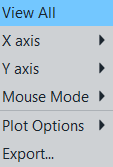 View All
X axis
Y axis
Mouse Mode
Plot Options
Export...